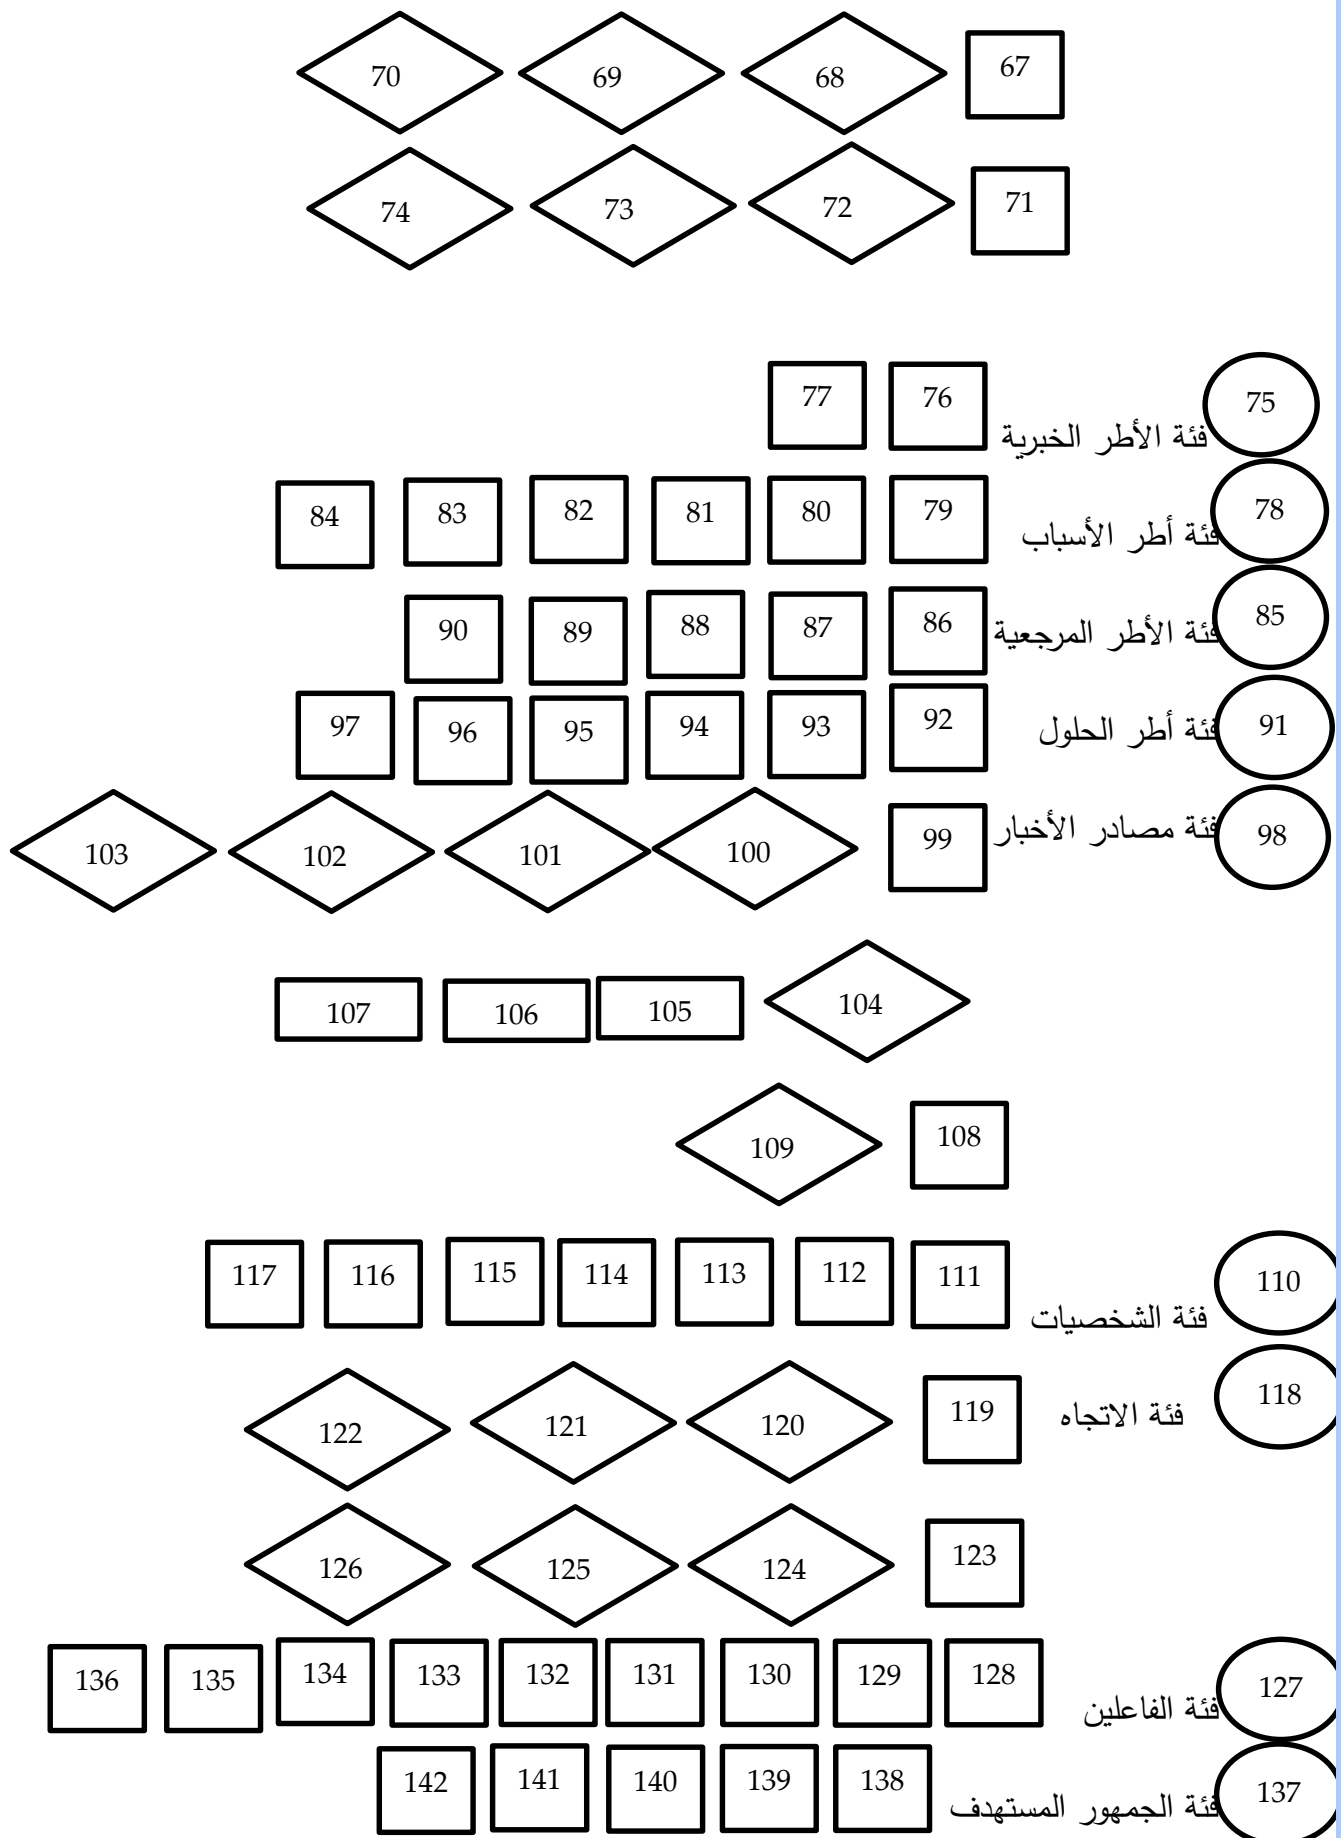 67 68 69 70
71 72 73 74
75 فئة الأطر الخبرية 76 77
78 فئة أطر الأسباب 79 80 81 82 83 84
85 فئة الأطر المرجعية 86 87 88 89 90
91 فئة أطر الحلول 92 93 94 95 96 97
98 فئة مصادر الأخبار 99 100 101 102 103
104 105 106 107
108 109
110 فئة الشخصيات 111 112 113 114 115 116 117
118 فئة الاتجاه 119 120 121 122
123 124 125 126
127 فئة الفاعلين 128 129 130 131 132 133 134 135 136
137 فئة الجمهور المستهدف 138 139 140 141 142